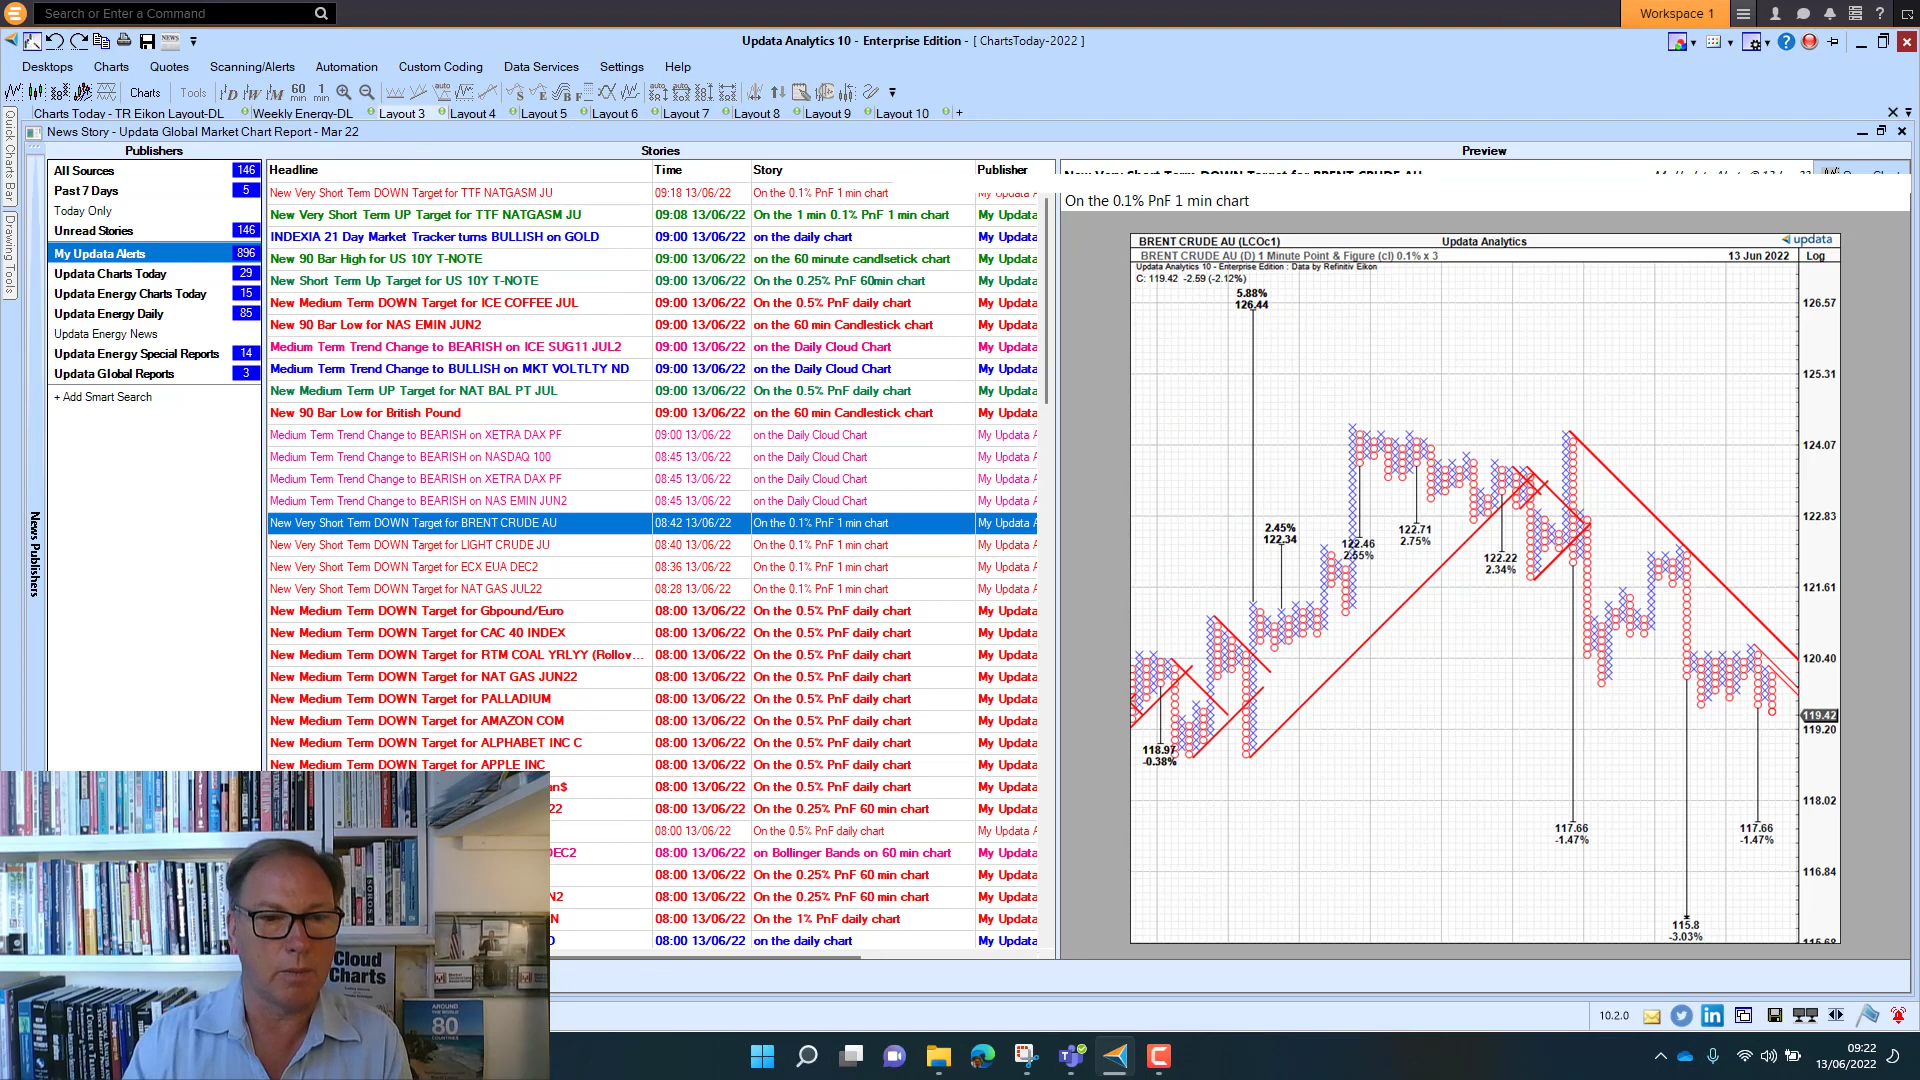 Search or Enter a Command
Workspace 1
Updata Analytics 10 - Enterprise Edition - [ ChartsToday-2022 ]
Desktops Charts Quotes Scanning/Alerts Automation Custom Coding Data Services Settings Help
Charts Tools
Charts Today - TR Eikon Layout-DL Weekly Energy-DL Layout 3 Layout 4 Layout 5 Layout 6 Layout 7 Layout 8 Layout 9 Layout 10 +
News Story - Updata Global Market Chart Report - Mar 22
Quick Charts Bar
Drawing Tools
News Publishers
Publishers
All Sources 146
Past 7 Days 5
Today Only
Unread Stories 146
My Updata Alerts 896
Updata Charts Today 29
Updata Energy Charts Today 15
Updata Energy Daily 85
Updata Energy News
Updata Energy Special Reports 14
Updata Global Reports 3
+ Add Smart Search
Stories
Headline Time Story Publisher
New Very Short Term DOWN Target for TTF NATGASM JU 09:18 13/06/22 On the 0.1% PnF 1 min chart My Updata A
New Very Short Term UP Target for TTF NATGASM JU 09:08 13/06/22 On the 1 min 0.1% PnF 1 min chart My Updata
INDEXIA 21 Day Market Tracker turns BULLISH on GOLD 09:00 13/06/22 on the daily chart My Updata
New 90 Bar High for US 10Y T-NOTE 09:00 13/06/22 on the 60 minute candlsetick chart My Updata
New Short Term Up Target for US 10Y T-NOTE 09:00 13/06/22 On the 0.25% PnF 60min chart My Updata
New Medium Term DOWN Target for ICE COFFEE JUL 09:00 13/06/22 On the 0.5% PnF daily chart My Updata
New 90 Bar Low for NAS EMIN JUN2 09:00 13/06/22 on the 60 min Candlestick chart My Updata
Medium Term Trend Change to BEARISH on ICE SUG11 JUL2 09:00 13/06/22 on the Daily Cloud Chart My Updata
Medium Term Trend Change to BULLISH on MKT VOLTLTY ND 09:00 13/06/22 on the Daily Cloud Chart My Updata
New Medium Term UP Target for NAT BAL PT JUL 09:00 13/06/22 On the 0.5% PnF daily chart My Updata
New 90 Bar Low for British Pound 09:00 13/06/22 on the 60 min Candlestick chart My Updata
Medium Term Trend Change to BEARISH on XETRA DAX PF 09:00 13/06/22 on the Daily Cloud Chart My Updata A
Medium Term Trend Change to BEARISH on NASDAQ 100 08:45 13/06/22 on the Daily Cloud Chart My Updata A
Medium Term Trend Change to BEARISH on XETRA DAX PF 08:45 13/06/22 on the Daily Cloud Chart My Updata A
Medium Term Trend Change to BEARISH on NAS EMIN JUN2 08:45 13/06/22 on the Daily Cloud Chart My Updata A
New Very Short Term DOWN Target for BRENT CRUDE AU 08:42 13/06/22 On the 0.1% PnF 1 min chart My Updata A
New Very Short Term DOWN Target for LIGHT CRUDE JU 08:40 13/06/22 On the 0.1% PnF 1 min chart My Updata A
New Very Short Term DOWN Target for ECX EUA DEC2 08:36 13/06/22 On the 0.1% PnF 1 min chart My Updata A
New Very Short Term DOWN Target for NAT GAS JUL22 08:28 13/06/22 On the 0.1% PnF 1 min chart My Updata A
New Medium Term DOWN Target for Gbpound/Euro 08:00 13/06/22 On the 0.5% PnF daily chart My Updata
New Medium Term DOWN Target for CAC 40 INDEX 08:00 13/06/22 On the 0.5% PnF daily chart My Updata
New Medium Term DOWN Target for RTM COAL YRLYY (Rollov... 08:00 13/06/22 On the 0.5% PnF daily chart My Updata
New Medium Term DOWN Target for NAT GAS JUN22 08:00 13/06/22 On the 0.5% PnF daily chart My Updata
New Medium Term DOWN Target for PALLADIUM 08:00 13/06/22 On the 0.5% PnF daily chart My Updata
New Medium Term DOWN Target for AMAZON COM 08:00 13/06/22 On the 0.5% PnF daily chart My Updata
New Medium Term DOWN Target for ALPHABET INC C 08:00 13/06/22 On the 0.5% PnF daily chart My Updata
New Medium Term DOWN Target for APPLE INC 08:00 13/06/22 On the 0.5% PnF daily chart My Updata
an$ 08:00 13/06/22 On the 0.5% PnF daily chart My Updata
22 08:00 13/06/22 On the 0.25% PnF 60 min chart My Updata
08:00 13/06/22 On the 0.5% PnF daily chart My Updata A
DEC2 08:00 13/06/22 on Bollinger Bands on 60 min chart My Updata
08:00 13/06/22 On the 0.25% PnF 60 min chart My Updata
N2 08:00 13/06/22 On the 0.25% PnF 60 min chart My Updata
N 08:00 13/06/22 On the 1% PnF daily chart My Updata
08:00 13/06/22 on the daily chart My Updata
Preview
New Very Short Term DOWN Target for BRENT CRUDE AU
On the 0.1% PnF 1 min chart
BRENT CRUDE AU (LCOc1) Updata Analytics updata
BRENT CRUDE AU (D) 1 Minute Point & Figure (cl) 0.1% x 3 13 Jun 2022 Log
Updata Analytics 10 - Enterprise Edition : Data by Refinitiv Eikon
C: 119.42 -2.59 (-2.12%)
5.88%
126.44
2.45%
122.34
122.46
2.55%
122.71
2.75%
122.22
2.34%
118.97
-0.38%
117.66
-1.47%
117.66
-1.47%
115.8
-3.03%
126.57
125.31
124.07
122.83
121.61
120.40
119.42
119.20
118.02
116.84
115.68
SOROS
Cloud
Charts
AROUND
THE WORLD
80
COUNTRIES
10.2.0
09:22
13/06/2022